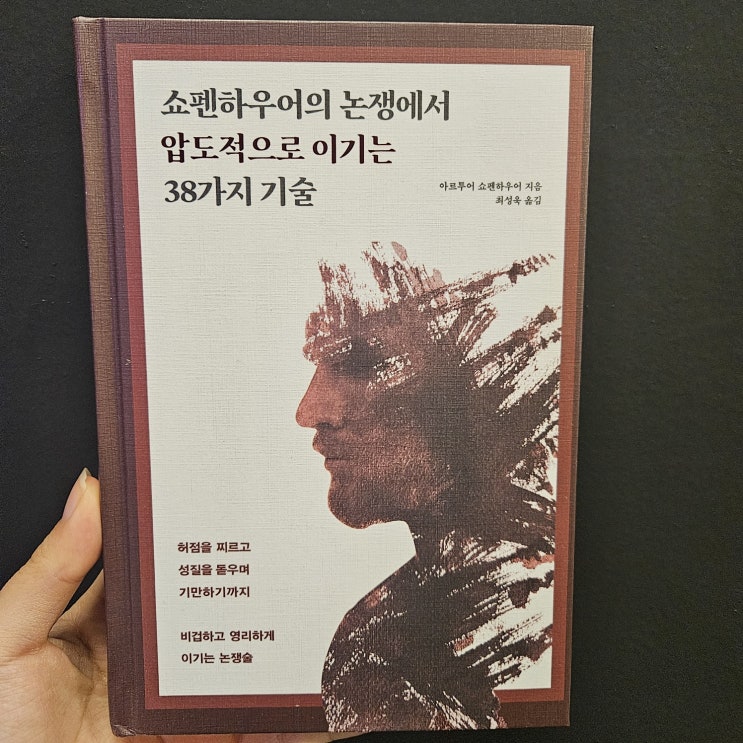 쇼펜하우어의 논쟁에서
압도적으로 이기는
38가지 기술
아르투어 쇼펜하우어 지음
최성욱 옮김
허점을 찌르고
성질을 돋우며
기만하기까지
비겁하고 영리하게
이기는 논쟁술